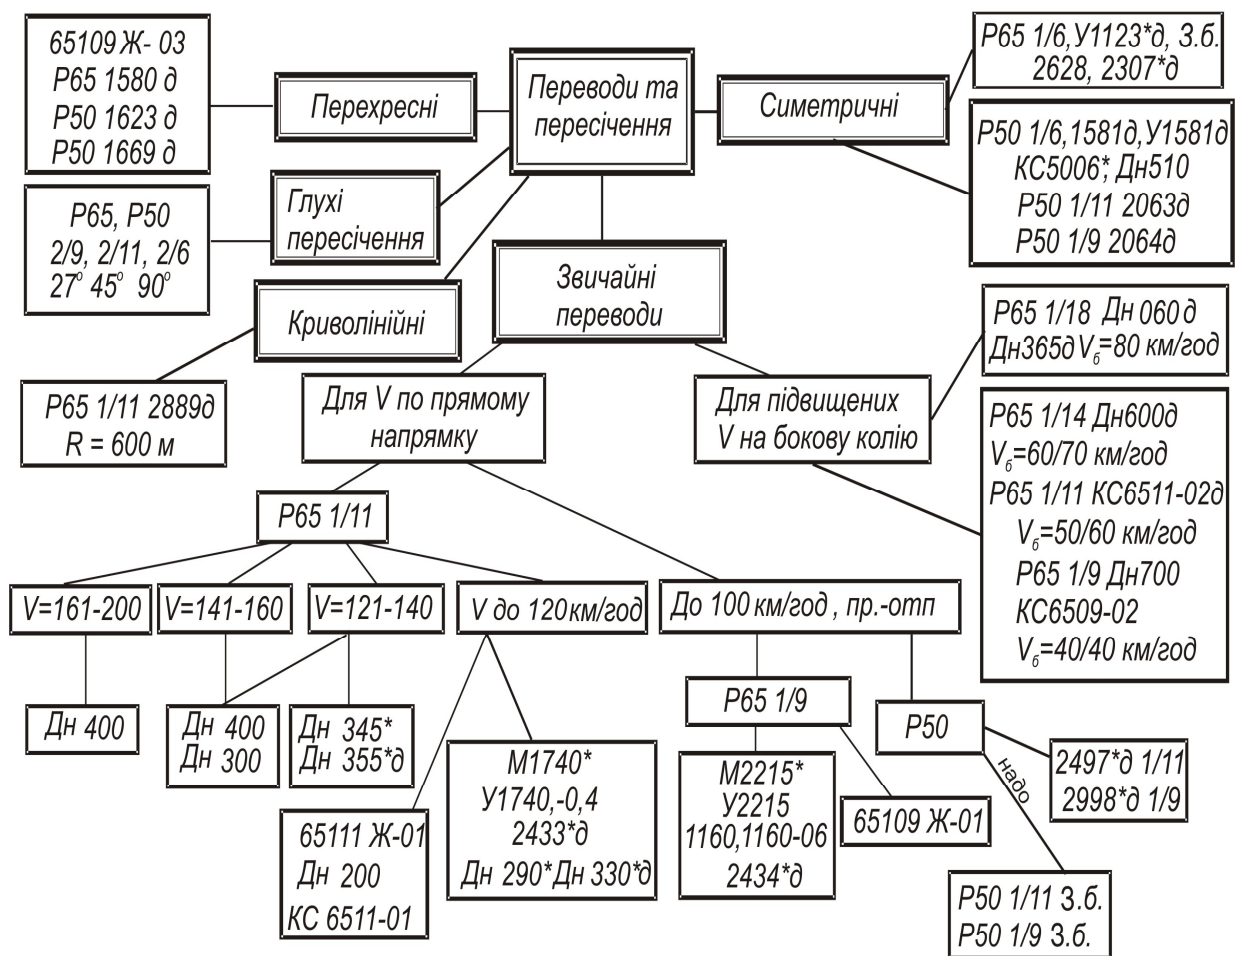 65109 Ж- 03
Р65 1580 д
Р50 1623 д
Р50 1669 д
Перехресні
Переводи та
пересічення
Симетричні
Р65 1/6,У1123*д, З.б.
2628, 2307*д
Р50 1/6,1581д,У1581д
КС5006*; Дн510
Р50 1/11 2063д
Р50 1/9 2064д
Р65, Р50
2/9, 2/11, 2/6
27° 45° 90°
Глухі
пересічення
Криволінійні
Звичайні
переводи
Р65 1/18 Дн 060 д
Дн365д Vб=80 км/год
Р65 1/11 2889д
R = 600 м
Для V по прямому
напрямку
Для підвищених
V на бокову колію
Р65 1/14 Дн600д
Vб=60/70 км/год
Р65 1/11 КС6511-02д
Vб=50/60 км/год
Р65 1/9 Дн700
КС6509-02
Vб=40/40 км/год
Р65 1/11
V=161-200
V=141-160
V=121-140
V до 120км/год
До 100 км/год , пр.-отп
Дн 400
Дн 400
Дн 300
Дн 345*
Дн 355*д
Р65 1/9
Р50
65111 Ж-01
Дн 200
КС 6511-01
М1740*
У1740,-0,4
2433*д
Дн 290* Дн 330*д
М2215*
У2215
1160,1160-06
2434*д
65109 Ж-01
надо
2497*д 1/11
2998*д 1/9
Р50 1/11 З.б.
Р50 1/9 З.б.